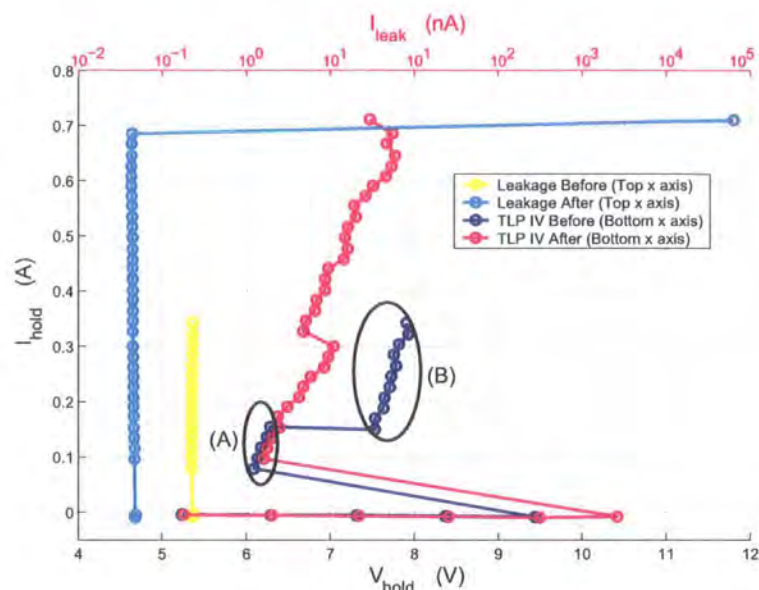 I_leak (nA)
10^-2 10^-1 10^0 10^1 10^1 10^2 10^3 10^4 10^5
0.8
0.7
0.6
0.5
0.4
0.3
0.2
0.1
0
I_hold (A)
Leakage Before (Top x axis)
Leakage After (Top x axis)
TLP IV Before (Bottom x axis)
TLP IV After (Bottom x axis)
(B)
(A)
4 5 6 7 8 9 10 11 12
V_hold (V)